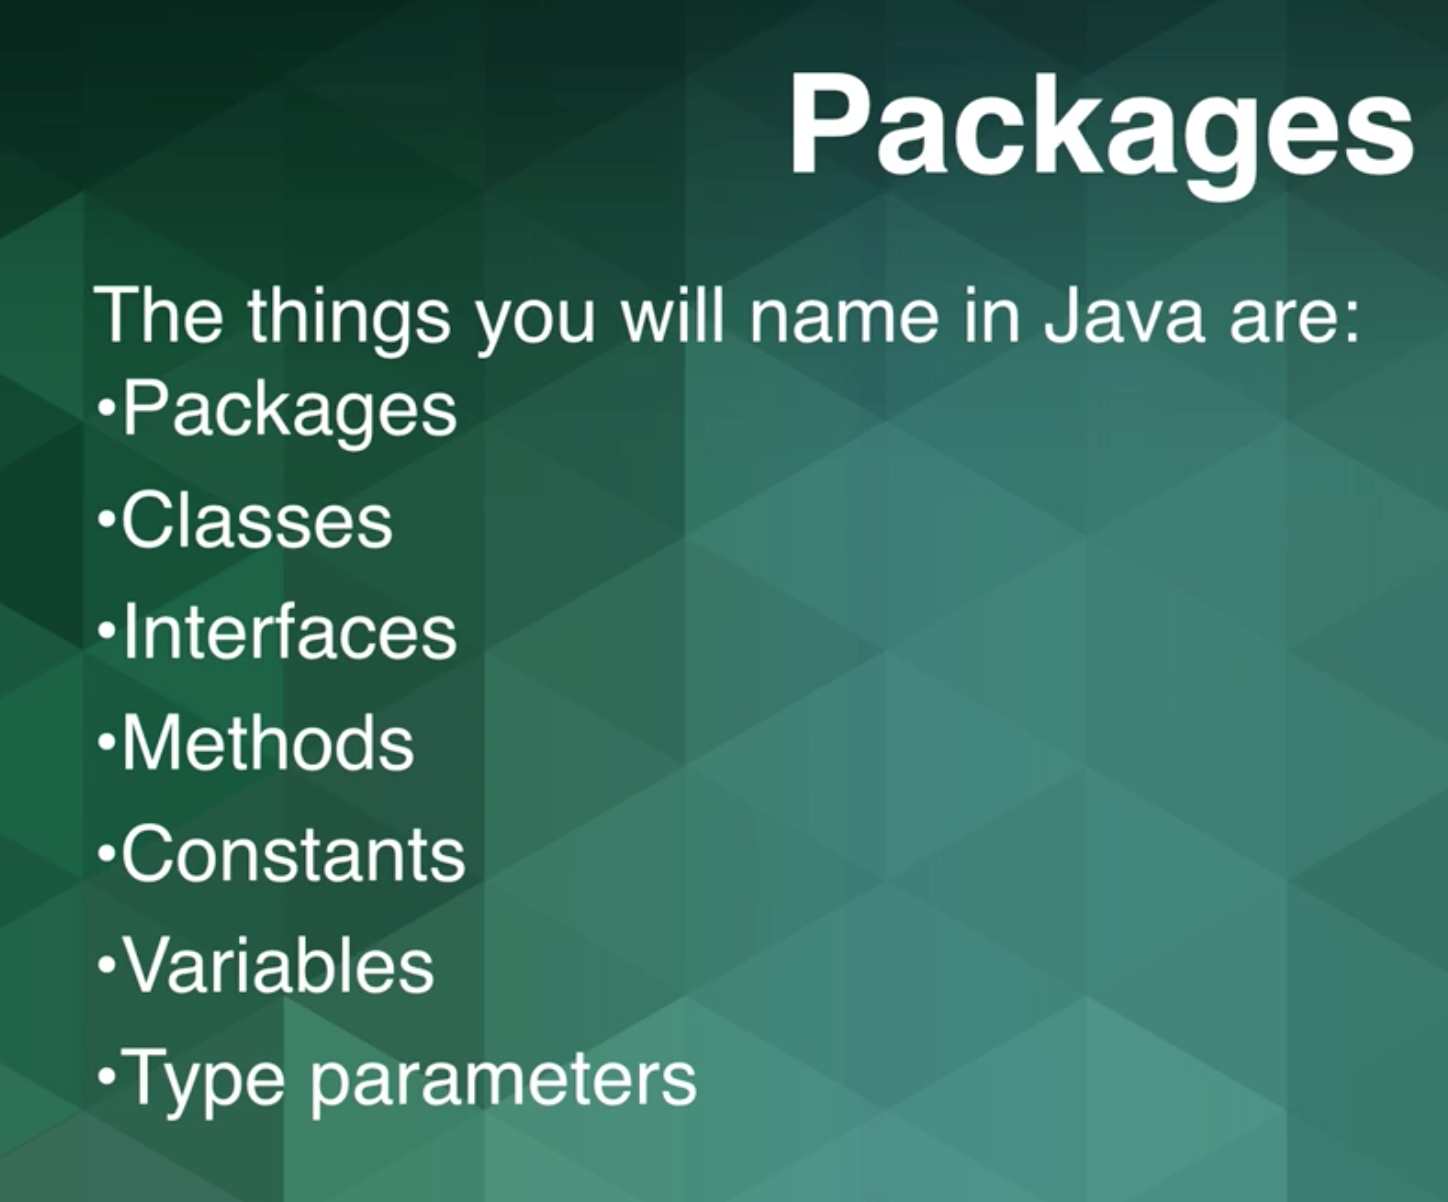 Packages
The things you will name in Java are:
•Packages
•Classes
•Interfaces
•Methods
•Constants
•Variables
•Type parameters